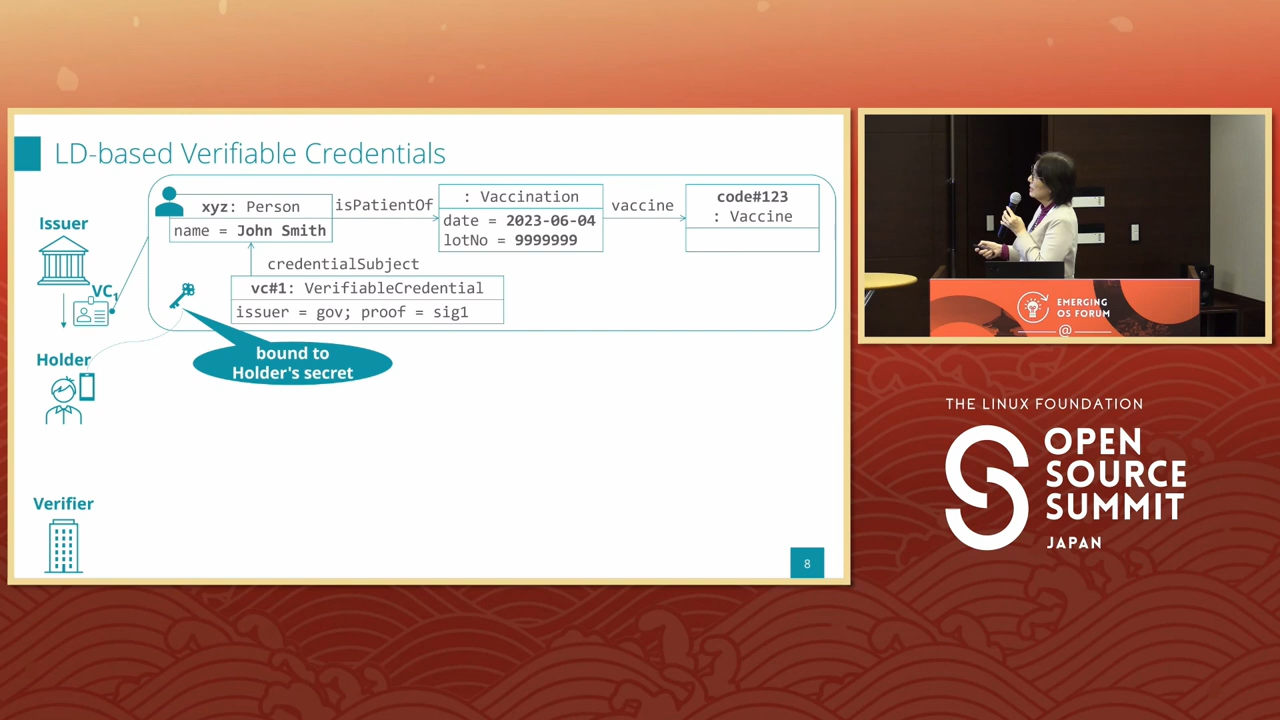 LD-based Verifiable Credentials
Issuer
VC1
Holder
Verifier
xyz: Person
name = John Smith
isPatientOf
: Vaccination
date = 2023-06-04
lotNo = 9999999
vaccine
code#123
: Vaccine
credentialSubject
vc#1: VerifiableCredential
issuer = gov; proof = sig1
bound to
Holder's secret
8
EMERGING
OS FORUM
@
THE LINUX FOUNDATION
OPEN
SOURCE
SUMMIT
JAPAN